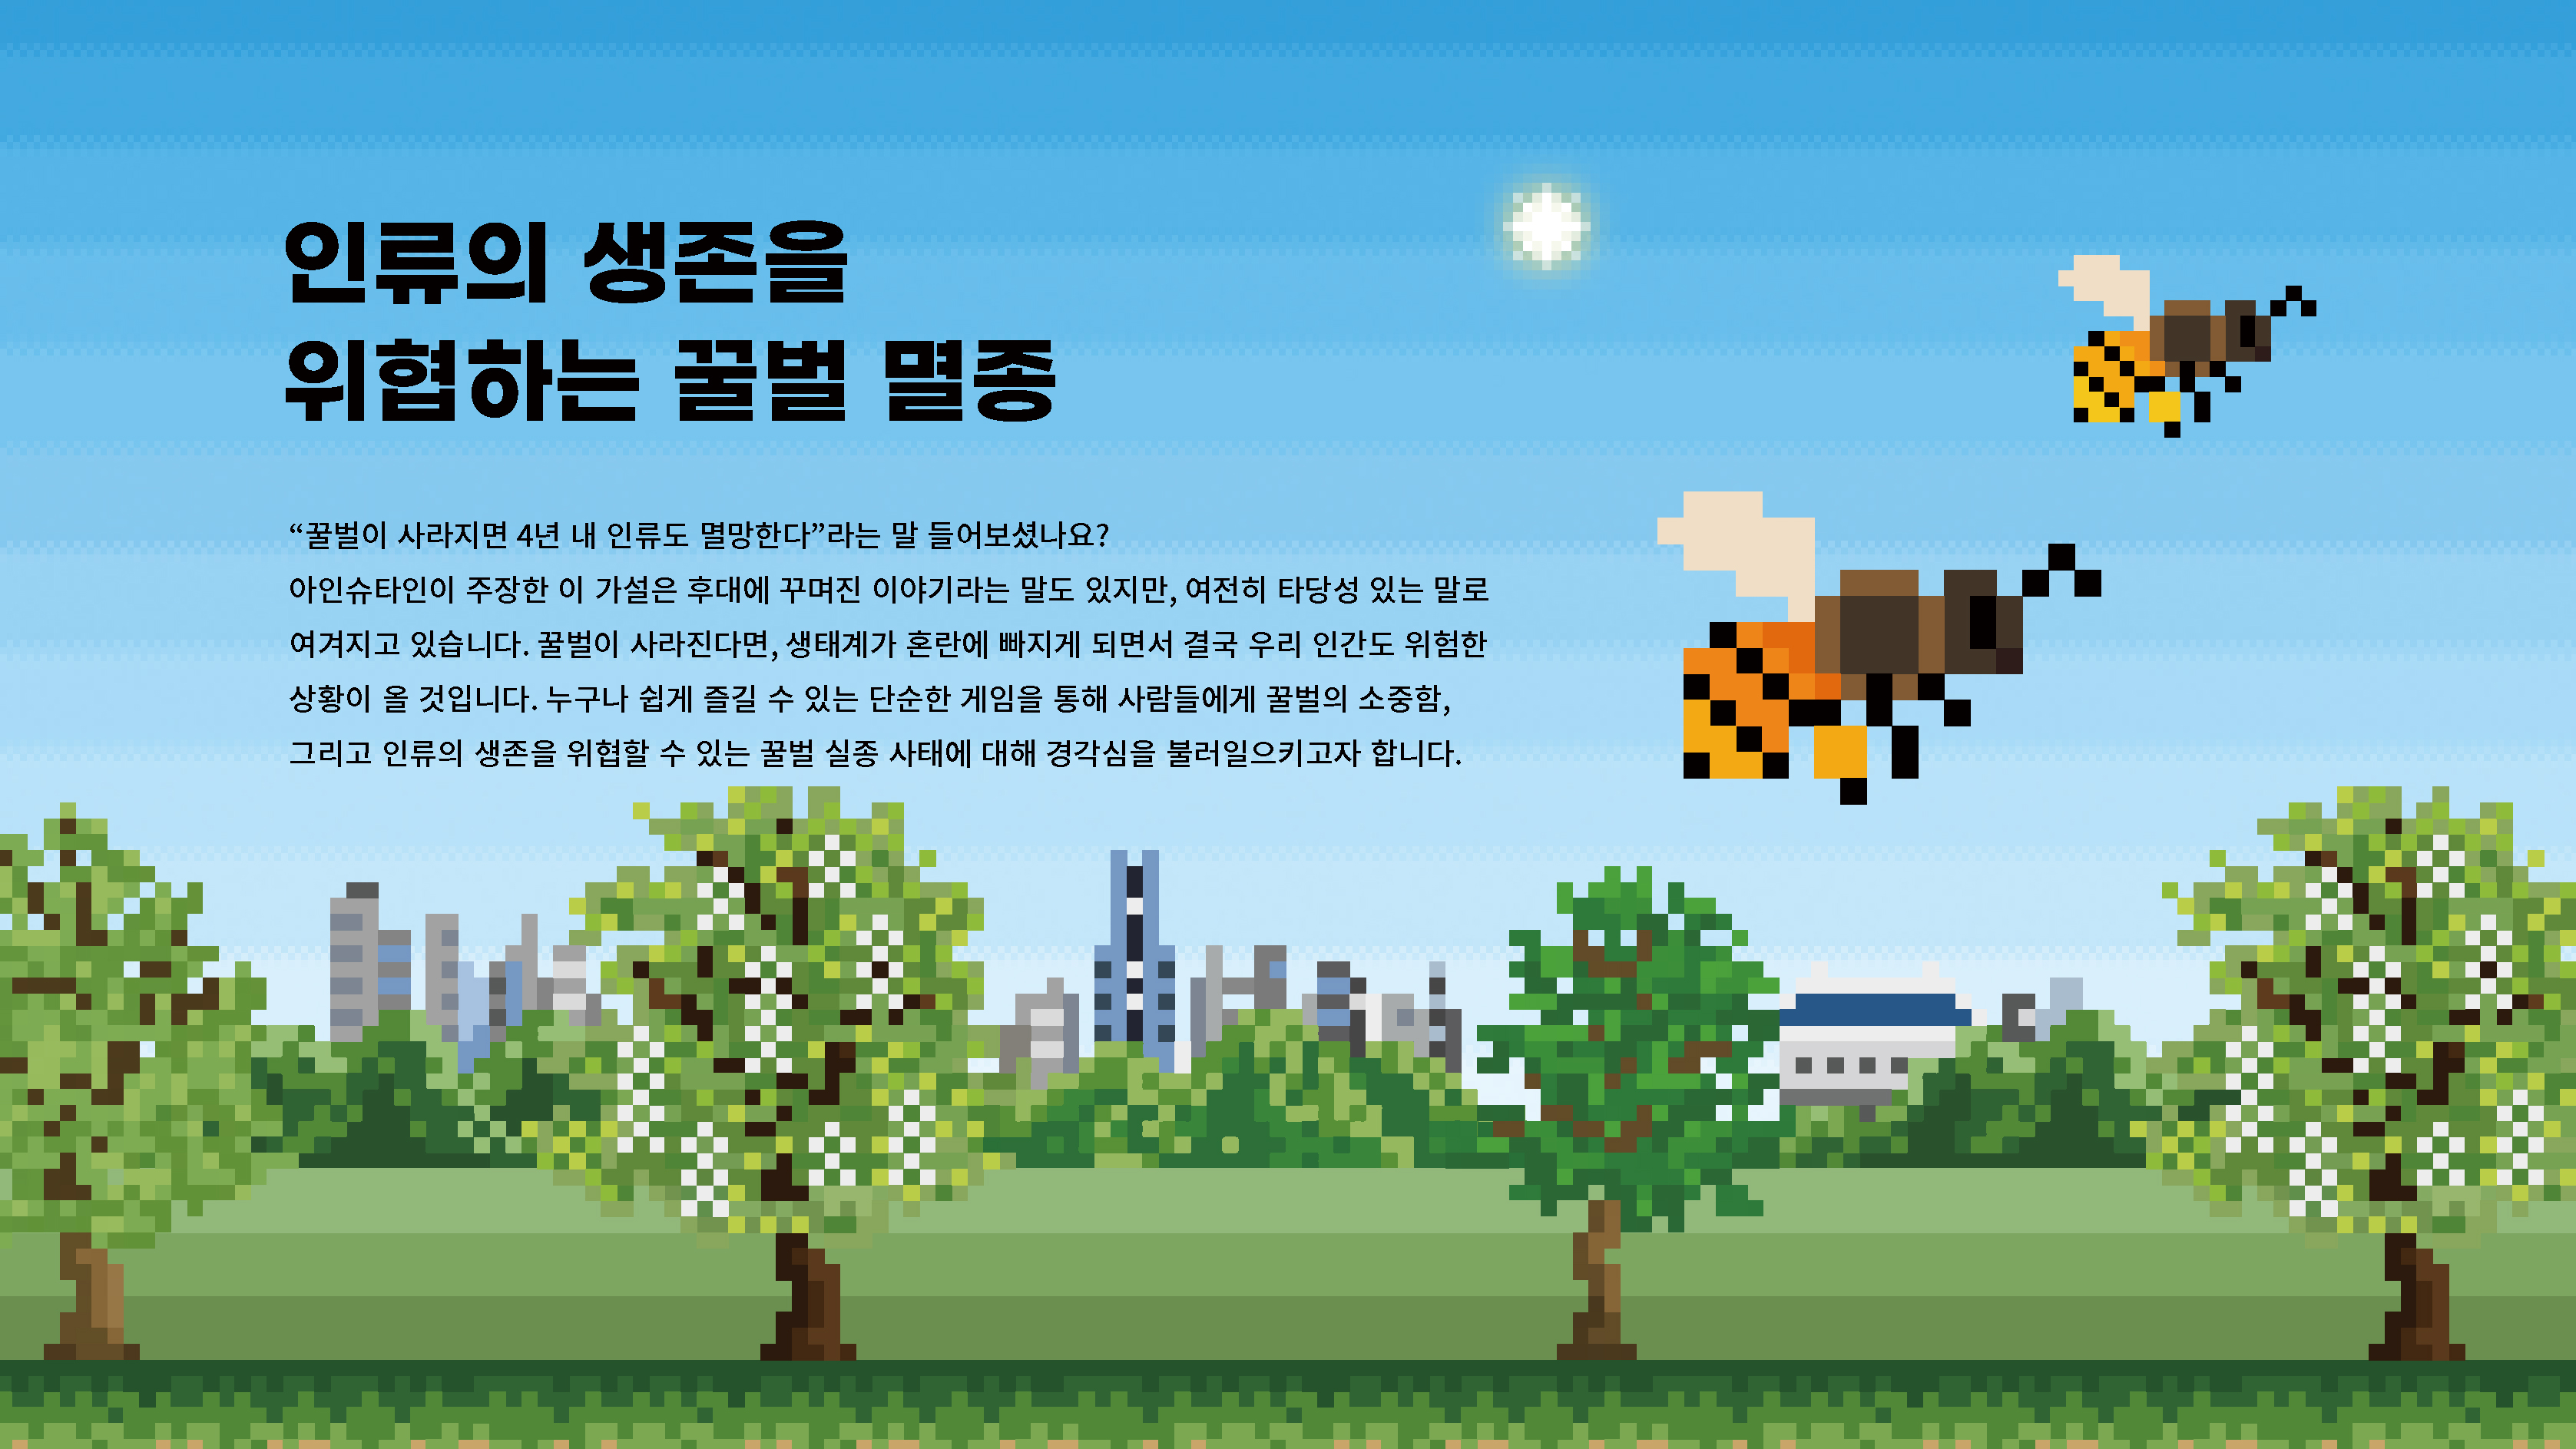 인류의 생존을
위협하는 꿀벌 멸종
“꿀벌이 사라지면 4년 내 인류도 멸망한다”라는 말 들어보셨나요?
아인슈타인이 주장한 이 가설은 후대에 꾸며진 이야기라는 말도 있지만, 여전히 타당성 있는 말로
여겨지고 있습니다. 꿀벌이 사라진다면, 생태계가 혼란에 빠지게 되면서 결국 우리 인간도 위험한
상황이 올 것입니다. 누구나 쉽게 즐길 수 있는 단순한 게임을 통해 사람들에게 꿀벌의 소중함,
그리고 인류의 생존을 위협할 수 있는 꿀벌 실종 사태에 대해 경각심을 불러일으키고자 합니다.